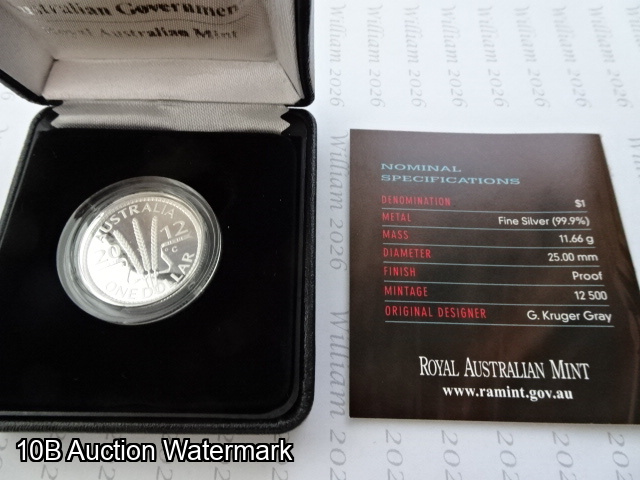 Australian Government
Royal Australian Mint
AUSTRALIA
2012
C
ONE DOLLAR
NOMINAL
SPECIFICATIONS
DENOMINATION $1
METAL Fine Silver (99.9%)
MASS 11.66 g
DIAMETER 25.00 mm
FINISH Proof
MINTAGE 12 500
ORIGINAL DESIGNER G. Kruger Gray
ROYAL AUSTRALIAN MINT
www.ramint.gov.au
William 2026
10B Auction Watermark